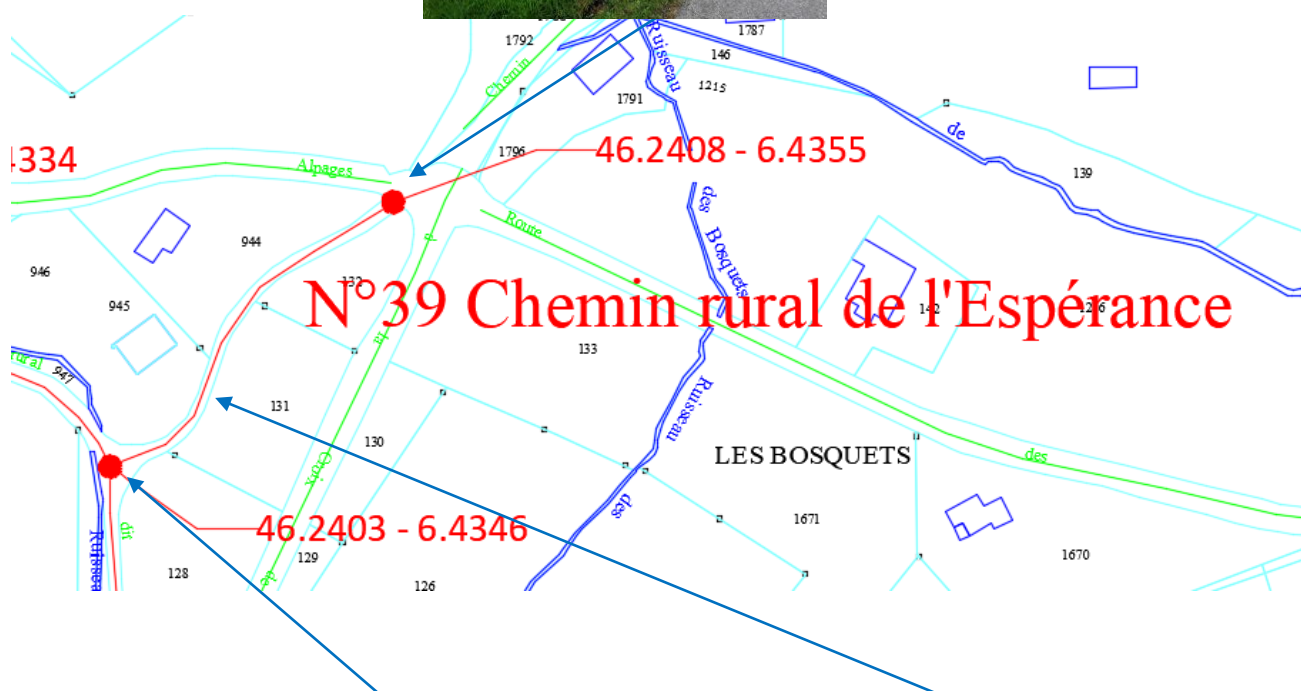 1792
1787
146
Ruisseau
Chemin
1215
1791
de
4334
1796
46.2408 - 6.4355
Alpages
139
des Bosquets
Route
944
946
132
N°39 Chemin rural de l'Espérance
945
142
1266
la
133
rural
947
131
Ruisseau
130
LES BOSQUETS
des
Croix
des
46.2403 - 6.4346
1671
dit
Ruisseau
129
1670
128
de
126